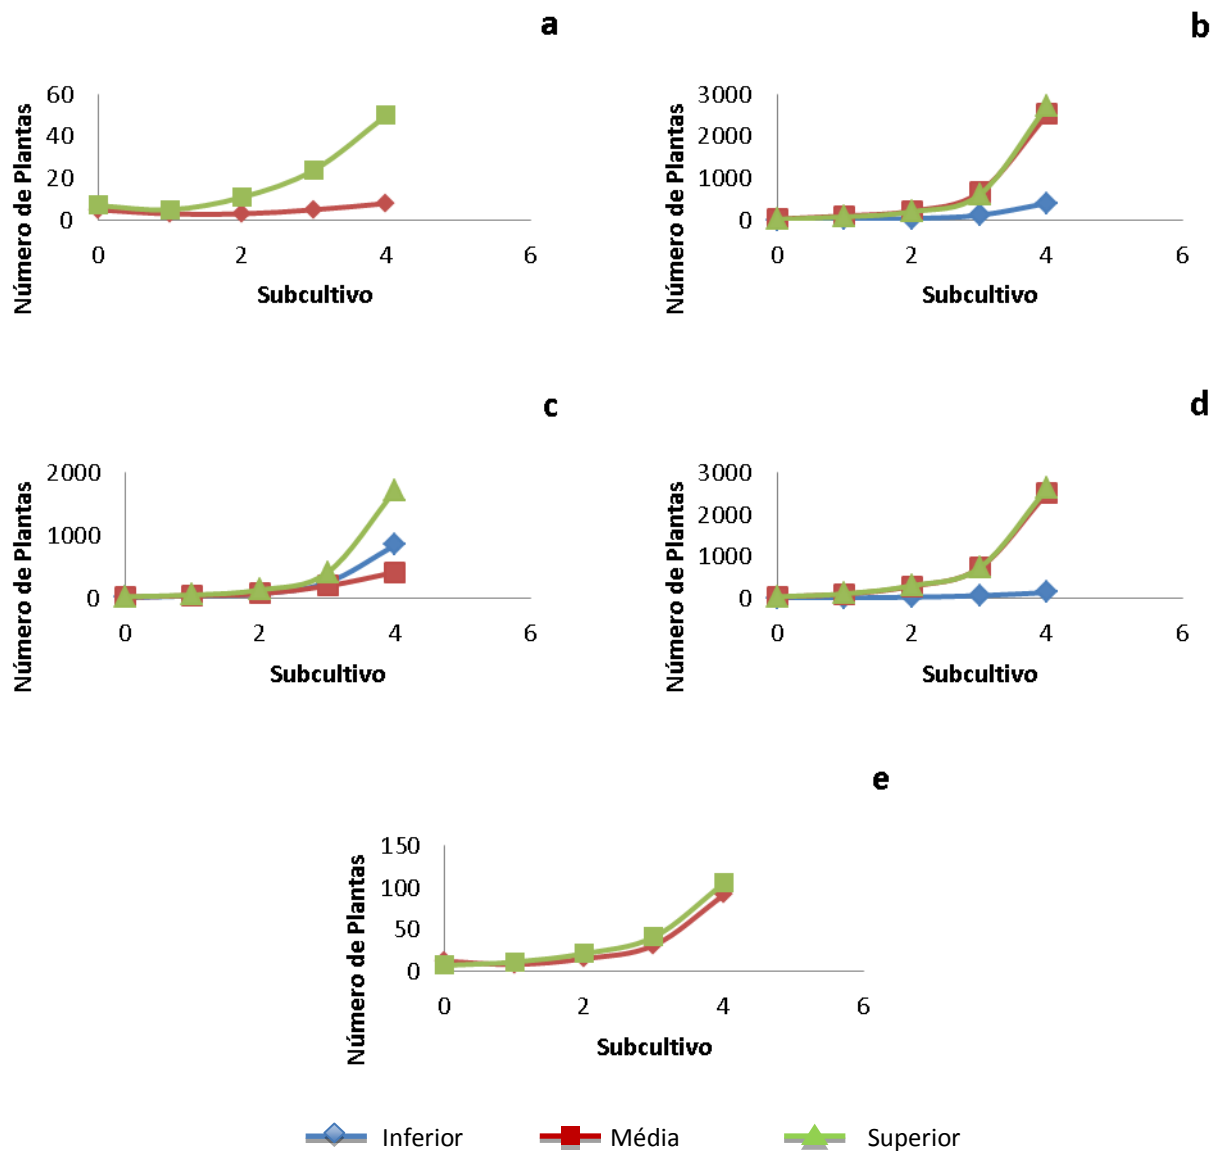 a
Número de Plantas
60
40
20
0
0 2 4 6
Subcultivo
b
Número de Plantas
3000
2000
1000
0
0 2 4 6
Subcultivo
c
Número de Plantas
2000
1000
0
0 2 4 6
Subcultivo
d
Número de Plantas
3000
2000
1000
0
0 2 4 6
Subcultivo
e
Número de Plantas
150
100
50
0
0 2 4 6
Subcultivo
Inferior Média Superior